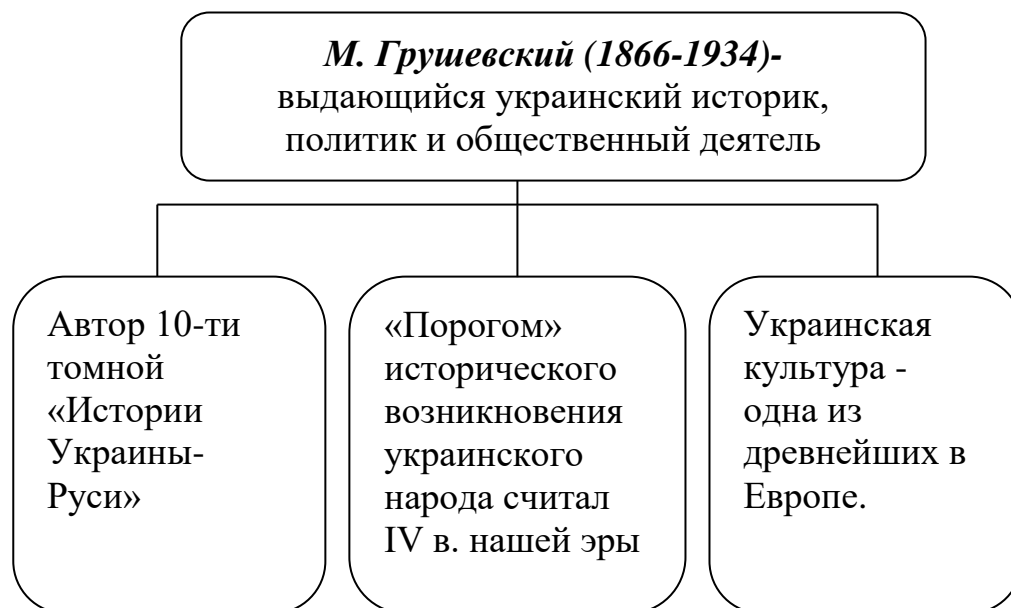 М. Грушевский (1866-1934)-
выдающийся украинский историк,
политик и общественный деятель
Автор 10-ти
томной
«Истории
Украины-
Руси»
«Порогом»
исторического
возникновения
украинского
народа считал
IV в. нашей эры
Украинская
культура -
одна из
древнейших в
Европе.